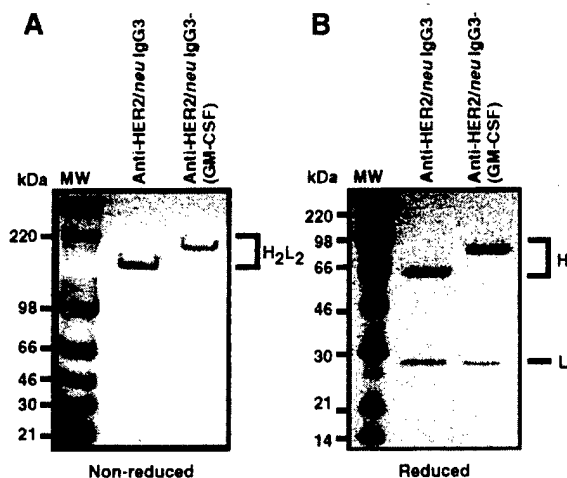 A
kDa MW
Anti-HER2/neu IgG3
Anti-HER2/neu IgG3-
(GM-CSF)
220
98
66
46
30
21
H2L2
Non-reduced
B
kDa
MW
Anti-HER2/neu IgG3
Anti-HER2/neu IgG3-
(GM-CSF)
220
98
66
46
30
21
14
H
L
Reduced